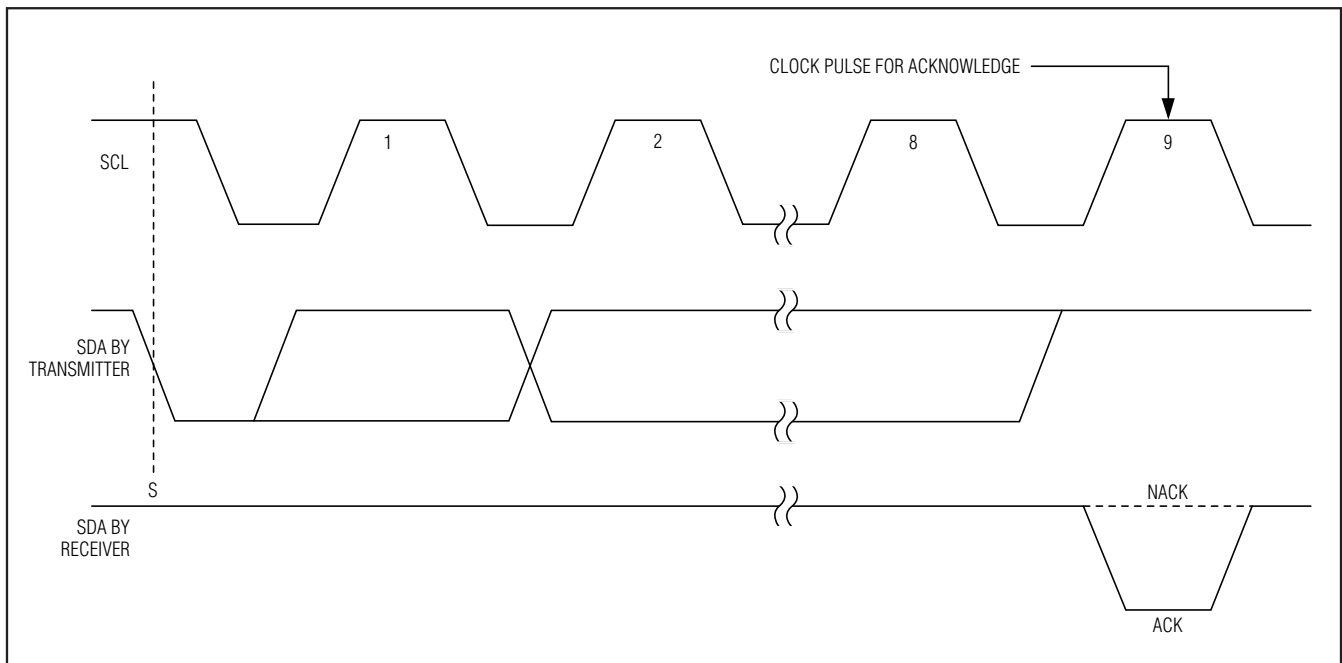 CLOCK PULSE FOR ACKNOWLEDGE
SCL
1
2
8
9
SDA BY
TRANSMITTER
S
SDA BY
RECEIVER
NACK
ACK